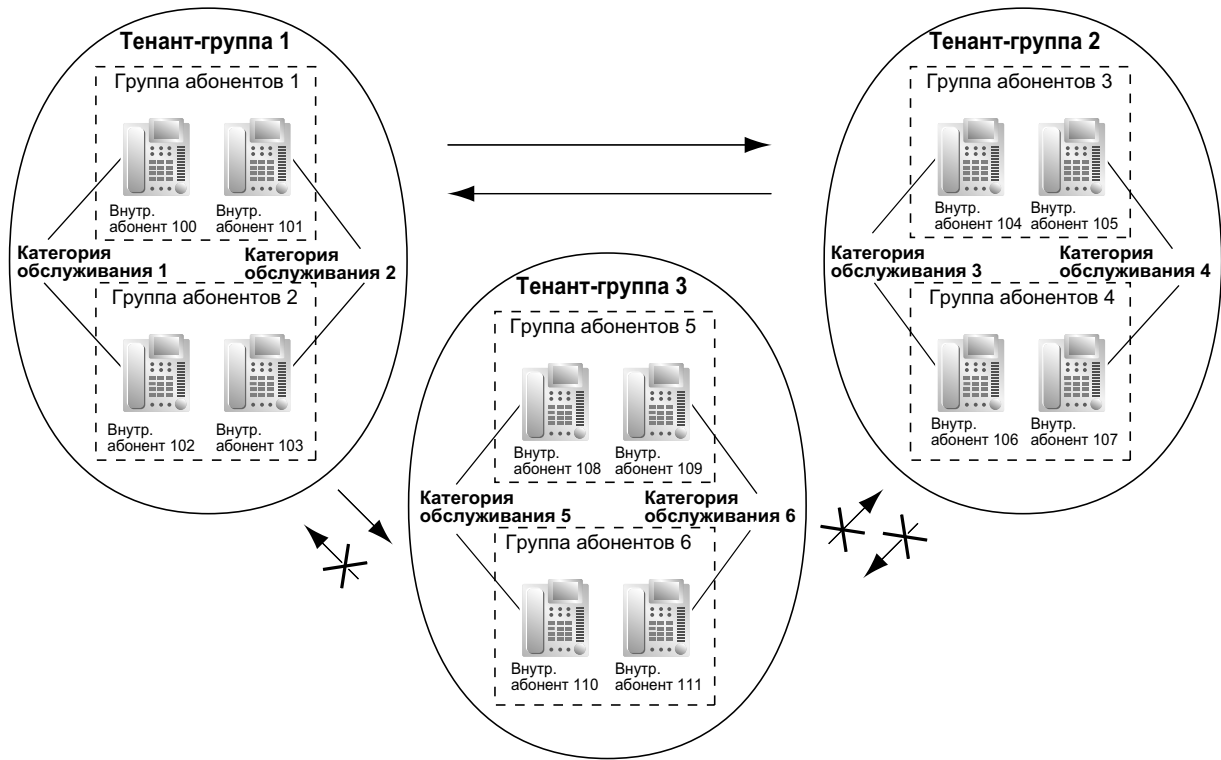 Тенант-группа 1
Группа абонентов 1
Внутр.
абонент 100
Внутр.
абонент 101
Категория
обслуживания 1
Категория
обслуживания 2
Группа абонентов 2
Внутр.
абонент 102
Внутр.
абонент 103
Тенант-группа 2
Группа абонентов 3
Внутр.
абонент 104
Внутр.
абонент 105
Категория
обслуживания 3
Категория
обслуживания 4
Группа абонентов 4
Внутр.
абонент 106
Внутр.
абонент 107
Тенант-группа 3
Группа абонентов 5
Внутр.
абонент 108
Внутр.
абонент 109
Категория
обслуживания 5
Категория
обслуживания 6
Группа абонентов 6
Внутр.
абонент 110
Внутр.
абонент 111